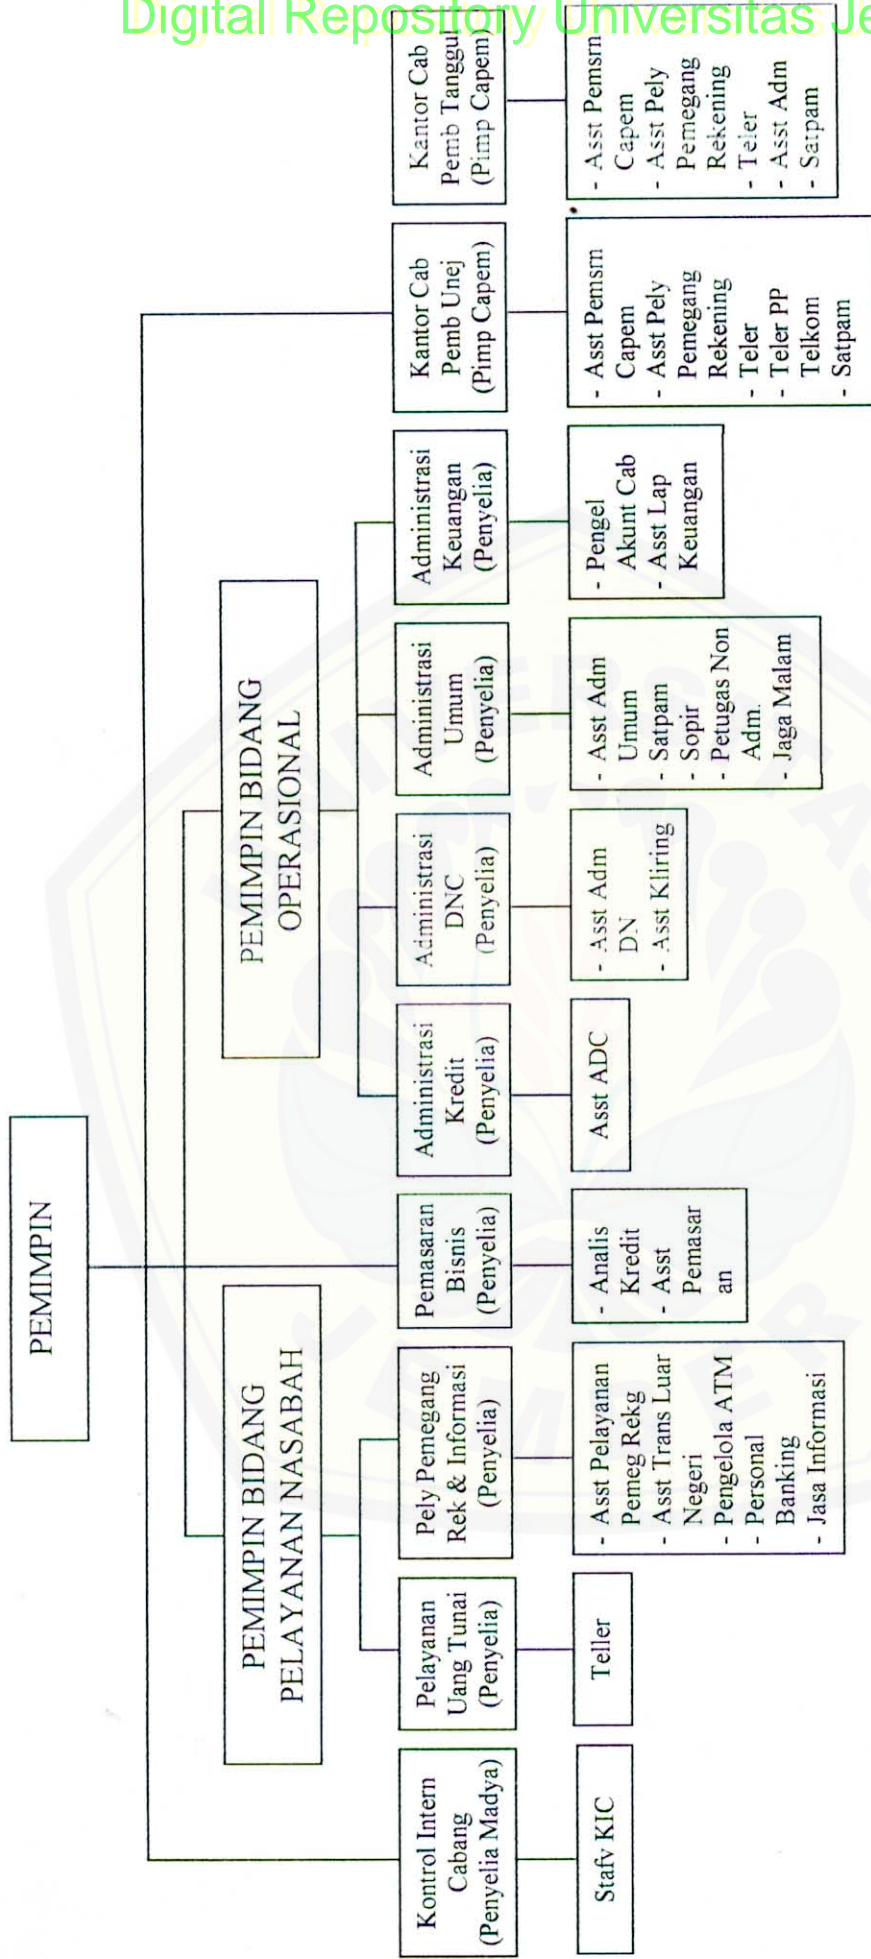 Digital Repository Universitas Je
PEMIMPIN
PEMIMPIN BIDANG
PELAYANAN NASABAH
PEMIMPIN BIDANG
OPERASIONAL
Kontrol Intern
Cabang
(Penyelia Madya)
Pelayanan
Uang Tunai
(Penyelia)
Pely Pemegang
Rek & Informasi
(Penyelia)
Pemasaran
Bisnis
(Penyelia)
Administrasi
Kredit
(Penyelia)
Administrasi
DNC
(Penyelia)
Administrasi
Umum
(Penyelia)
Administrasi
Keuangan
(Penyelia)
Kantor Cab
Pemb Unej
(Pimp Capem)
Kantor Cab
Pemb Tanggul
(Pimp Capem)
Stafv KIC
Teller
- Asst Pelayanan
Pemeg Rekg
- Asst Trans Luar
Negeri
- Pengelola ATM
- Personal
Banking
- Jasa Informasi
- Analis
Kredit
- Asst
Pemasar
an
Asst ADC
- Asst Adm
DN
- Asst Kliring
- Asst Adm
Umum
- Satpam
- Sopir
- Petugas Non
Adm.
- Jaga Malam
- Pengel
Akunt Cab
- Asst Lap
Keuangan
- Asst Pemsrn
Capem
- Asst Pely
Pemegang
Rekening
- Teler
- Teler PP
Telkom
- Satpam
- Asst Pemsrn
Capem
- Asst Pely
Pemegang
Rekening
- Teler
- Asst Adm
- Satpam
UNIVERSITAS
JEMBER